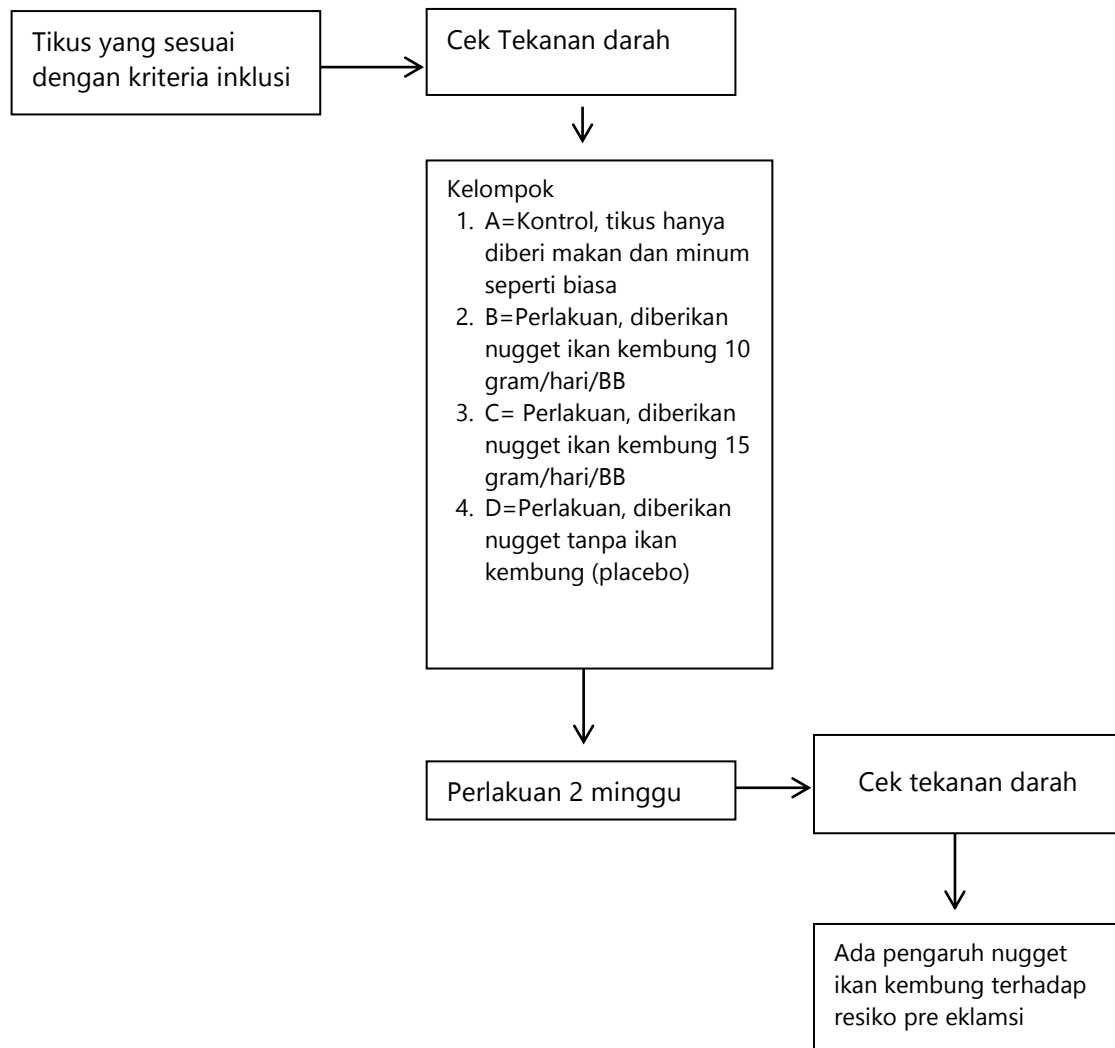 Tikus yang sesuai
dengan kriteria inklusi
Cek Tekanan darah
Kelompok
1. A=Kontrol, tikus hanya
diberi makan dan minum
seperti biasa
2. B=Perlakuan, diberikan
nugget ikan kembung 10
gram/hari/BB
3. C= Perlakuan, diberikan
nugget ikan kembung 15
gram/hari/BB
4. D=Perlakuan, diberikan
nugget tanpa ikan
kembung (placebo)
Perlakuan 2 minggu
Cek tekanan darah
Ada pengaruh nugget
ikan kembung terhadap
resiko pre eklamsi